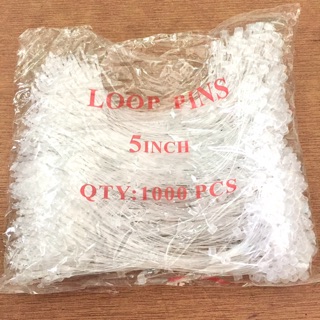 LOOP PINS
5INCH
QTY:1000 PCS